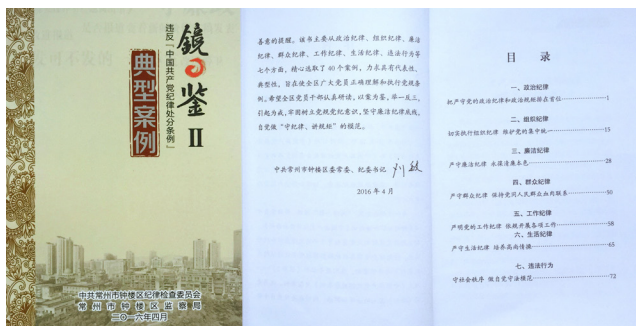 镜鉴 II
违反『中国共产党纪律处分条例』
典型案例
中共常州市钟楼区纪律检查委员会
常州市钟楼区监察局
二〇一六年四月
善意的提醒。该书主要从政治纪律、组织纪律、廉洁
纪律、群众纪律、工作纪律、生活纪律、违法行为等
七个方面，精心选取了40个案例，力求具有代表性、
典型性，旨在使全区广大党员正确理解和执行党规条
例。希望全区党员干部认真研读，以案为鉴，举一反三，
引起为戒，牢固树立党规党纪意识，坚守廉洁纪律底线，
自觉做“守纪律、讲规矩”的模范。
中共常州市钟楼区委常委、纪委书记
2016年4月
目 录
一、政治纪律
把严守党的政治纪律和政治规矩排在首位……1
二、组织纪律
切实执行组织纪律 维护党的集中统一……15
三、廉洁纪律
严守廉洁纪律 永葆清廉本色……28
四、群众纪律
严守群众纪律 保持党同人民群众血肉联系……50
五、工作纪律
严明党的工作纪律 依规开展各项工作……58
六、生活纪律
严守生活纪律 培养高尚情操……65
七、违法行为
守社会秩序 做自觉守法模范……72